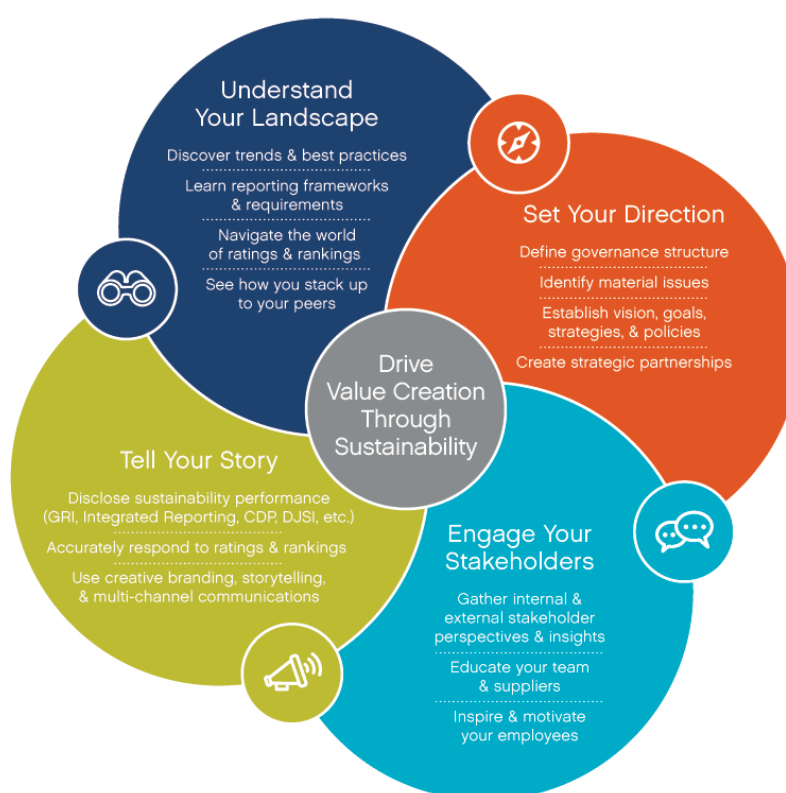 Understand
Your Landscape
Discover trends & best practices
Learn reporting frameworks
& requirements
Navigate the world
of ratings & rankings
See how you stack up
to your peers
Set Your Direction
Define governance structure
Identify material issues
Establish vision, goals,
strategies, & policies
Create strategic partnerships
Drive
Value Creation
Through
Sustainability
Engage Your
Stakeholders
Gather internal &
external stakeholder
perspectives & insights
Educate your team
& suppliers
Inspire & motivate
your employees
Tell Your Story
Disclose sustainability performance
(GRI, Integrated Reporting, CDP, DJSI, etc.)
Accurately respond to ratings & rankings
Use creative branding, storytelling,
& multi-channel communications